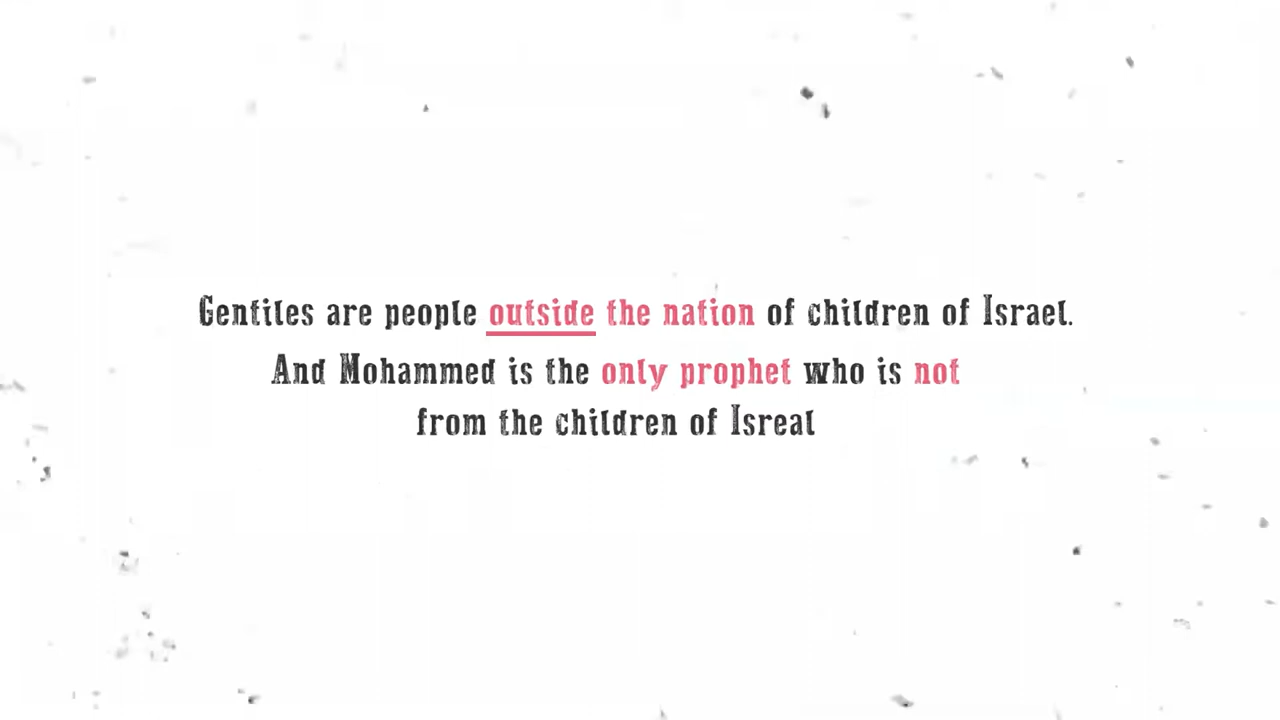 Gentiles are people outside the nation of children of Israel.
And Mohammed is the only prophet who is not
from the children of Isreal